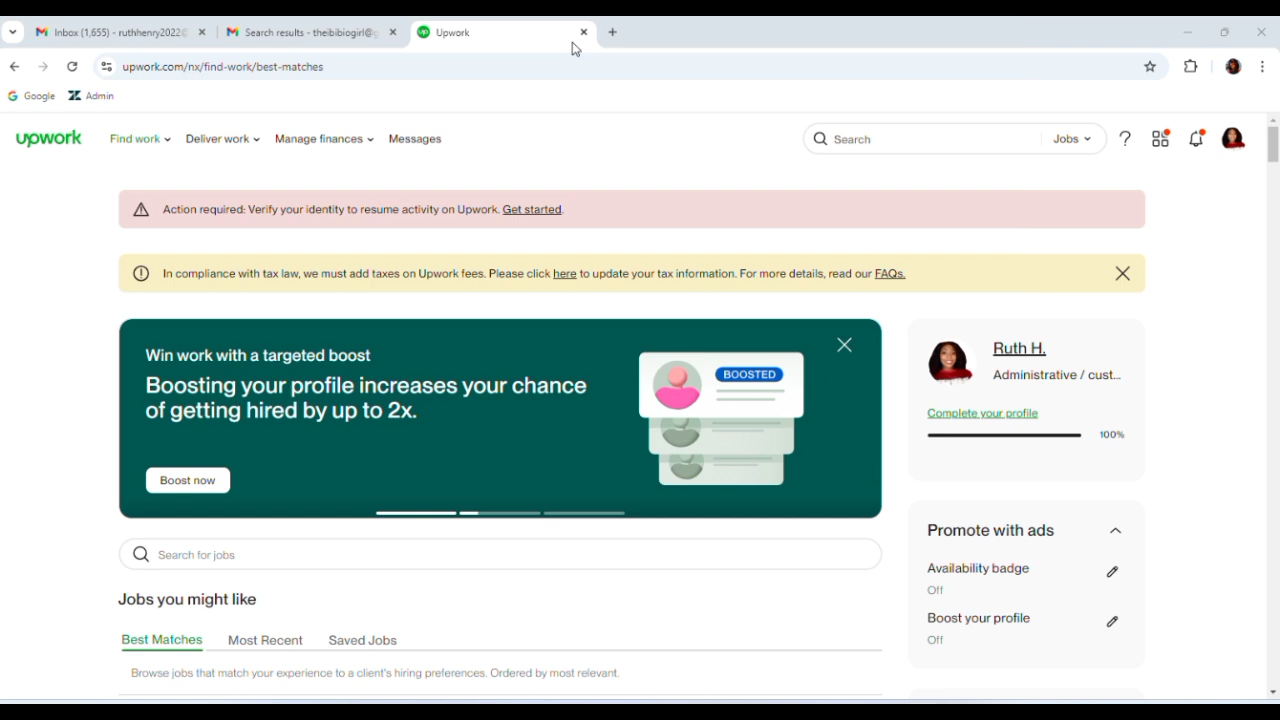 Inbox (1,655) - ruthhenry2022
Search results - theibibiogirl@
Upwork
upwork.com/nx/find-work/best-matches
Google
Admin
upwork
Find work
Deliver work
Manage finances
Messages
Search
Jobs
?
Action required: Verify your identity to resume activity on Upwork. Get started.
In compliance with tax law, we must add taxes on Upwork fees. Please click here to update your tax information. For more details, read our FAQs.
Win work with a targeted boost
Boosting your profile increases your chance
of getting hired by up to 2x.
Boost now
BOOSTED
Ruth H.
Administrative / cust...
Complete your profile
100%
Promote with ads
Availability badge
Off
Boost your profile
Off
Search for jobs
Jobs you might like
Best Matches
Most Recent
Saved Jobs
Browse jobs that match your experience to a client's hiring preferences. Ordered by most relevant.